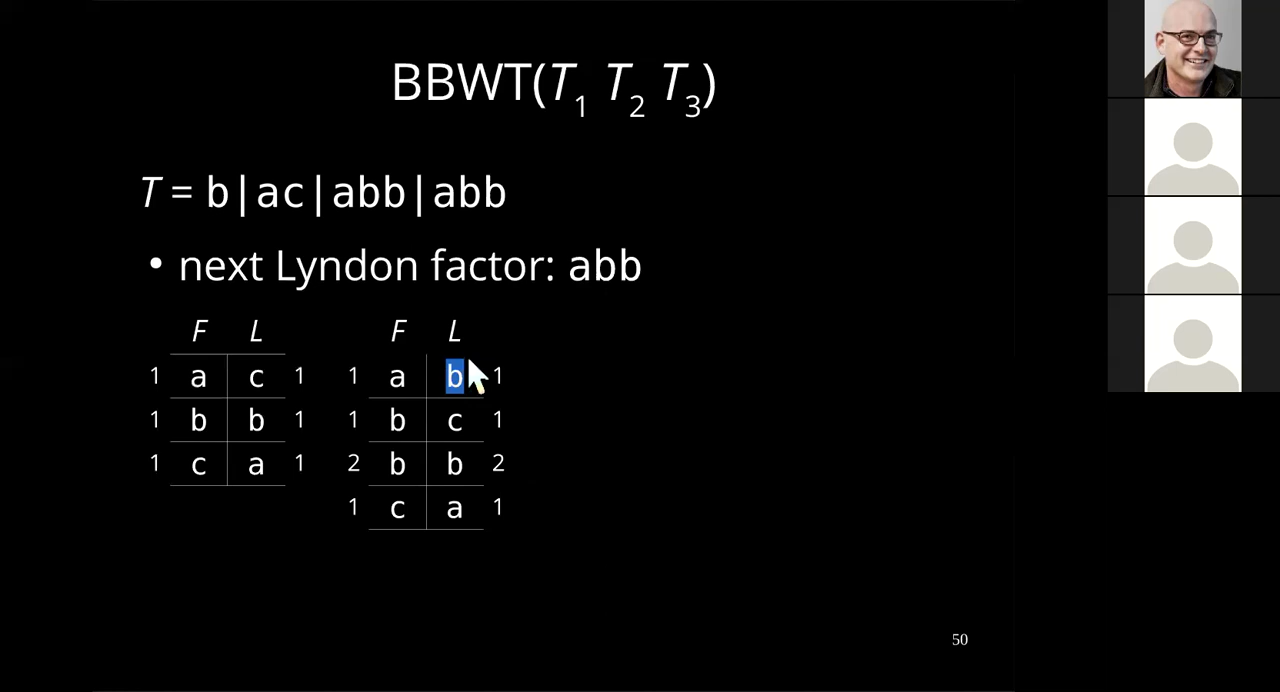 BBWT(T1 T2 T3)
T = b|ac|abb|abb
• next Lyndon factor: abb
F L F L
1 a c 1 1 a b 1
1 b b 1 1 b c 1
1 c a 1 2 b b 2
1 c a 1
50